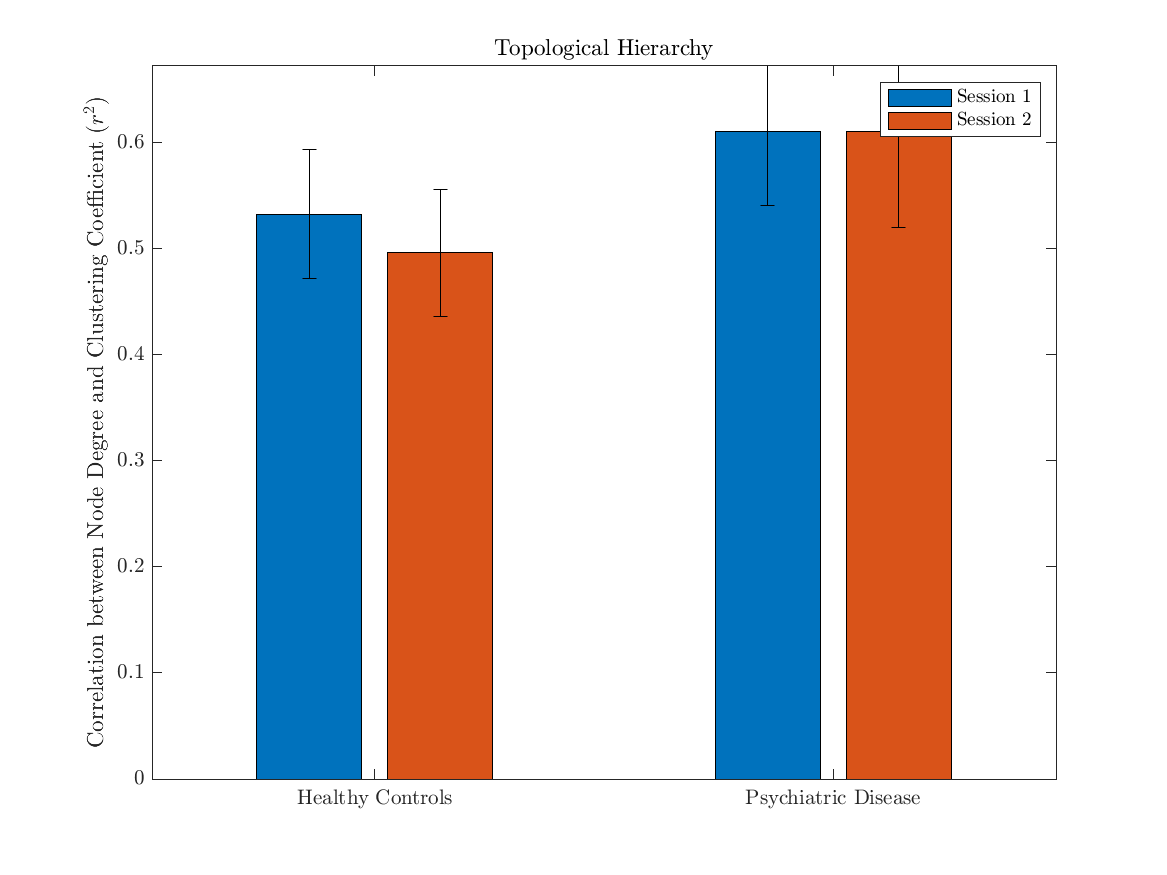 Topological Hierarchy
Correlation between Node Degree and Clustering Coefficient (r²)
0.6
0.5
0.4
0.3
0.2
0.1
0
Session 1
Session 2
Healthy Controls
Psychiatric Disease